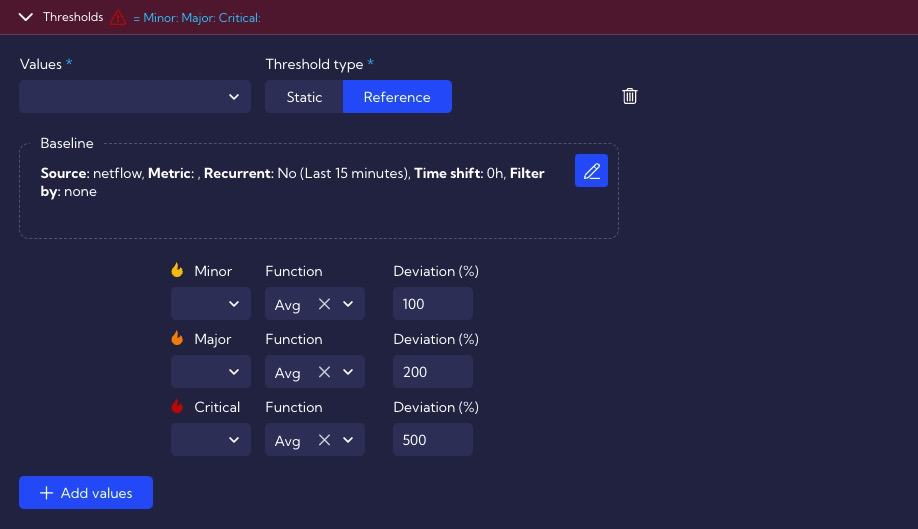 Thresholds = Minor: Major: Critical:
Values * Threshold type *
Static Reference
Baseline
Source: netflow, Metric: , Recurrent: No (Last 15 minutes), Time shift: 0h, Filter
by: none
Minor Function Deviation (%)
Avg 100
Major Function Deviation (%)
Avg 200
Critical Function Deviation (%)
Avg 500
Add values